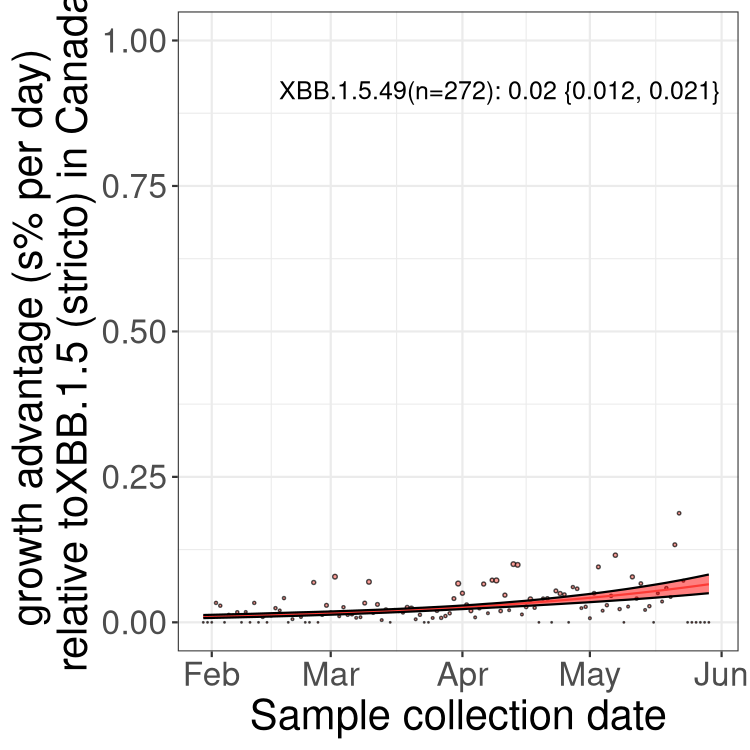 growth advantage (s% per day)
relative toXBB.1.5 (stricto) in Canada
1.00
0.75
0.50
0.25
0.00
XBB.1.5.49(n=272): 0.02 {0.012, 0.021}
Feb Mar Apr May Jun
Sample collection date